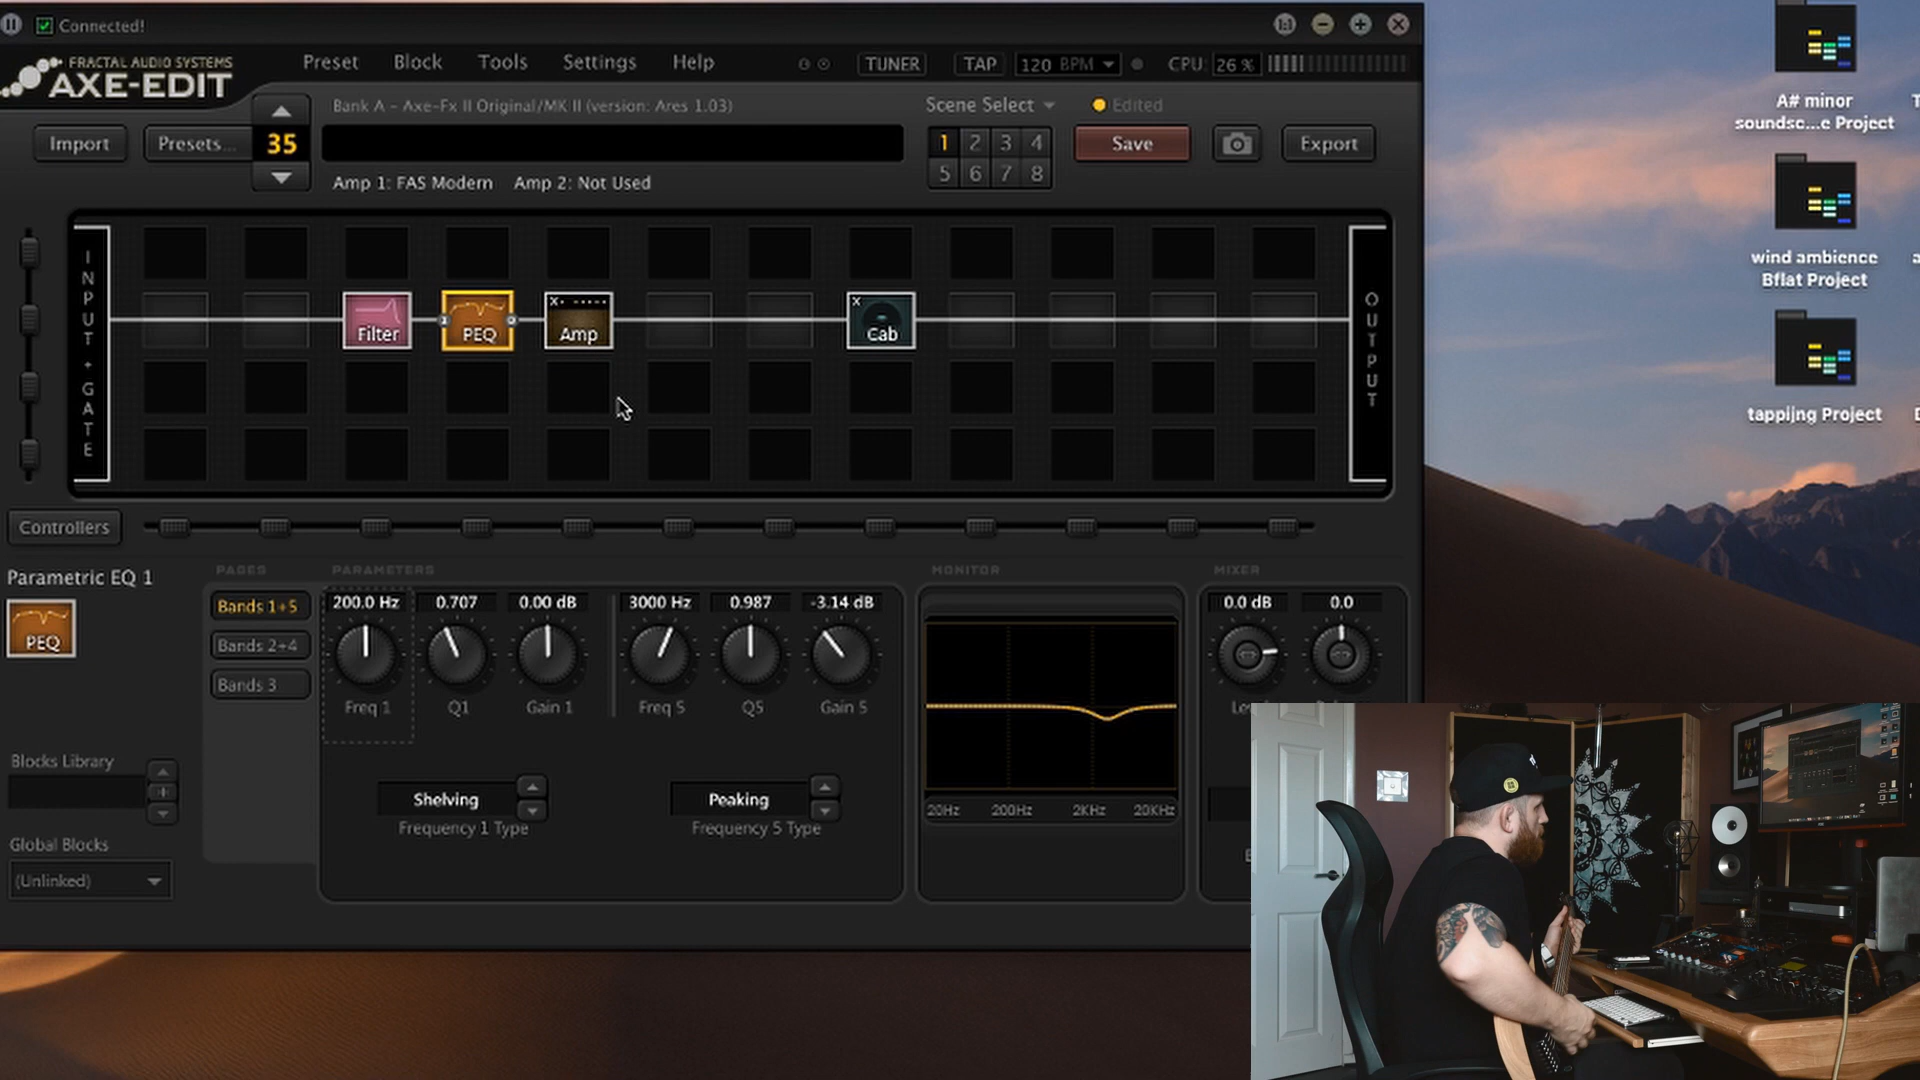 Connected!
FRACTAL AUDIO SYSTEMS
AXE-EDIT
Preset Block Tools Settings Help
TUNER TAP 120 BPM CPU: 26 %
Bank A - Axe-Fx II Original/MK II (version: Ares 1.03)
Scene Select Edited
Import Presets... 35
1 2 3 4
5 6 7 8
Save Export
Amp 1: FAS Modern Amp 2: Not Used
INPUT + GATE
Filter PEQ Amp Cab
OUTPUT
Controllers
Parametric EQ 1
PEQ
Blocks Library
Global Blocks
(Unlinked)
PAGES
Bands 1+5
Bands 2+4
Bands 3
PARAMETERS
200.0 Hz 0.707 0.00 dB 3000 Hz 0.987 -3.14 dB
Freq 1 Q1 Gain 1 Freq 5 Q5 Gain 5
Shelving Peaking
Frequency 1 Type Frequency 5 Type
MONITOR
20Hz 200Hz 2KHz 20KHz
MIXER
0.0 dB 0.0
A# minor
soundsc...e Project
wind ambience
Bflat Project
tappijng Project